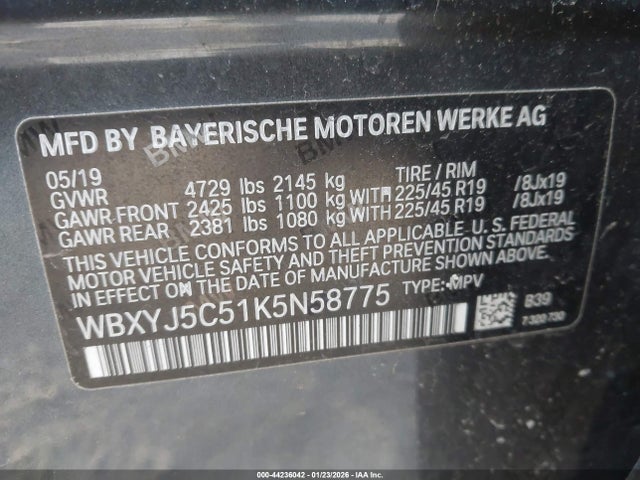 MFD BY BAYERISCHE MOTOREN WERKE AG
05/19 TIRE / RIM
GVWR 4729 lbs 2145 kg
GAWR FRONT 2425 lbs 1100 kg WITH 225/45 R19 /8Jx19
GAWR REAR 2381 lbs 1080 kg WITH 225/45 R19 /8Jx19
THIS VEHICLE CONFORMS TO ALL APPLICABLE U.S. FEDERAL
MOTOR VEHICLE SAFETY AND THEFT PREVENTION STANDARDS
IN EFFECT ON THE DATE OF MANUFACTURE SHOWN ABOVE.
WBXYJ5C51K5N58775 TYPE: MPV
B39
7300730
000-44236042 - 01/23/2026 - IAA Inc.